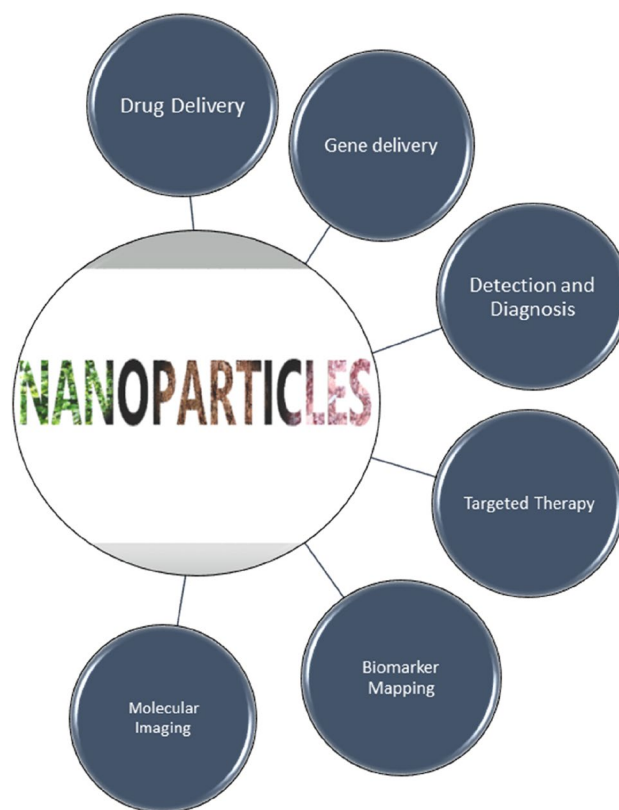 Drug Delivery
Gene delivery
Detection and
Diagnosis
NANOPARTICLES
Targeted Therapy
Biomarker
Mapping
Molecular
Imaging